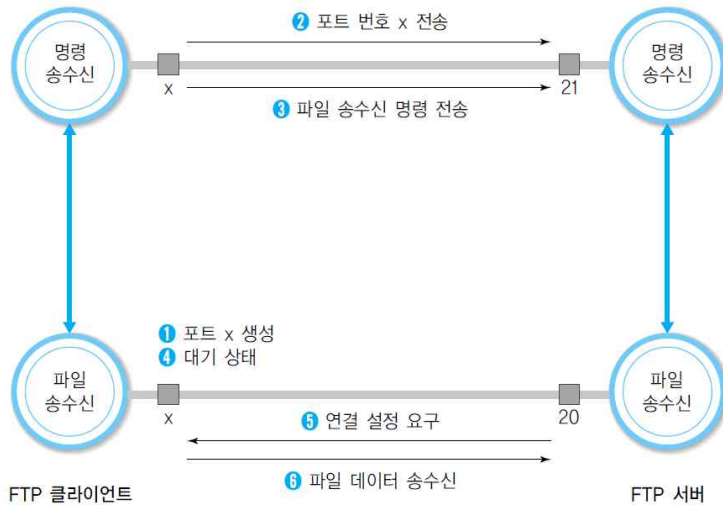 ❷ 포트 번호 x 전송
명령
송수신
명령
송수신
x
21
❸ 파일 송수신 명령 전송
❶ 포트 x 생성
❹ 대기 상태
파일
송수신
파일
송수신
x
20
❺ 연결 설정 요구
❻ 파일 데이터 송수신
FTP 클라이언트
FTP 서버